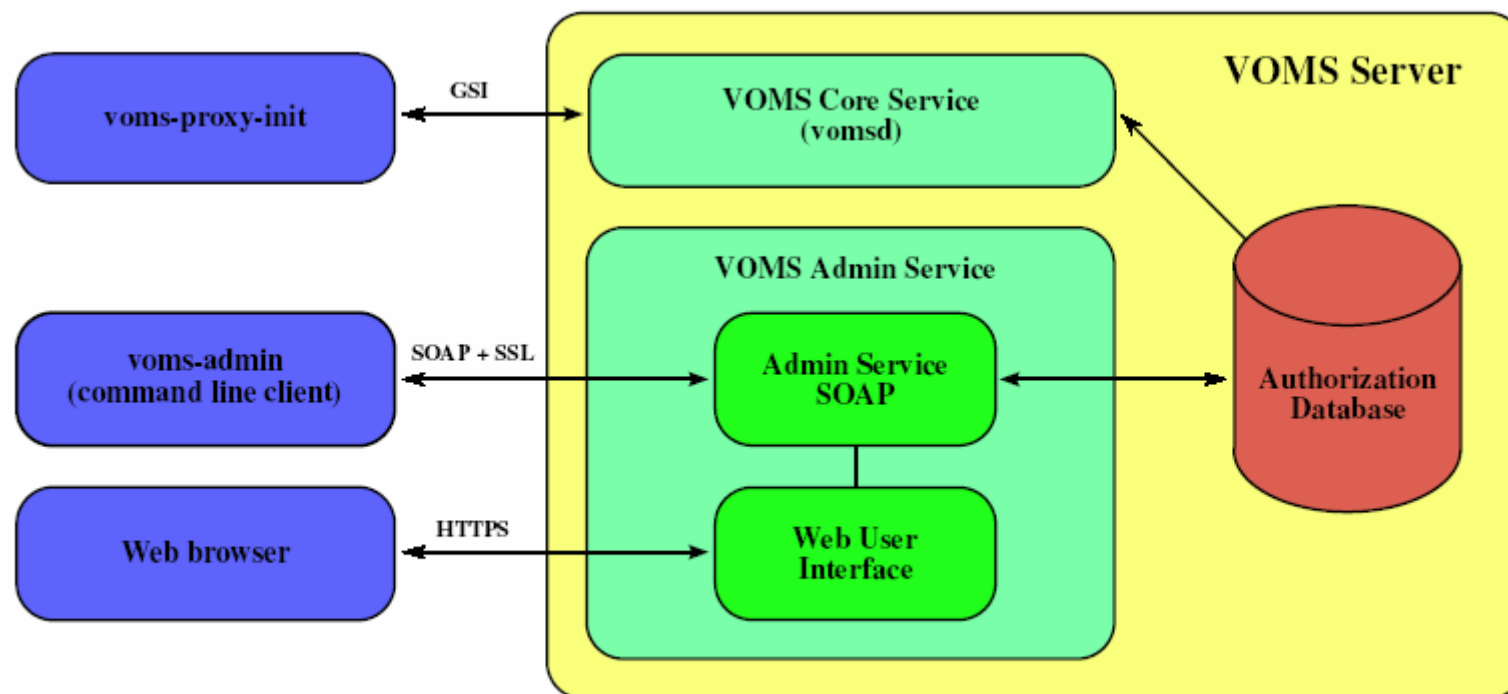 VOMS Server
voms-proxy-init
GSI
VOMS Core Service
(vomsd)
VOMS Admin Service
voms-admin
(command line client)
SOAP + SSL
Admin Service
SOAP
Authorization
Database
Web browser
HTTPS
Web User
Interface